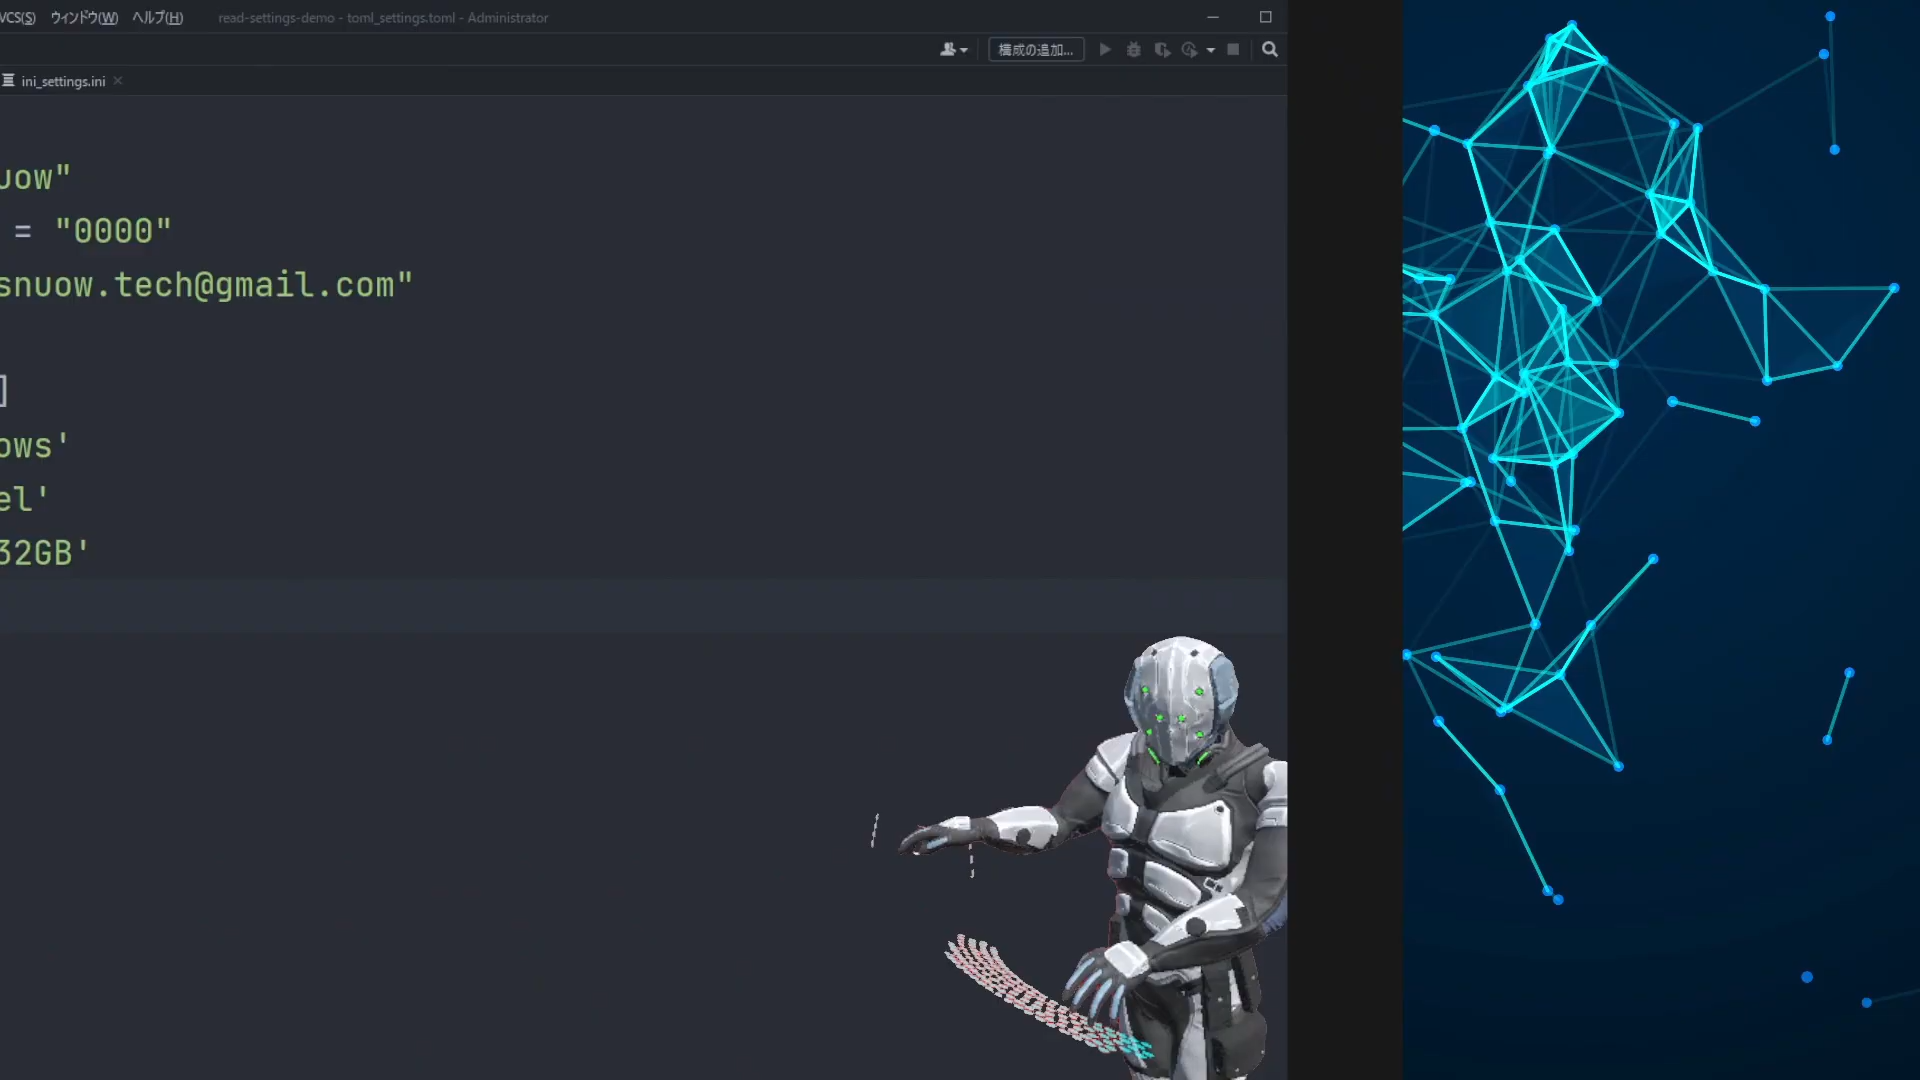 VCS(S) ウィンドウ(W) ヘルプ(H) read-settings-demo - toml_settings.toml - Administrator
構成の追加...
ini_settings.ini
uow"
= "0000"
snuow.tech@gmail.com"
]
ows'
el'
32GB'